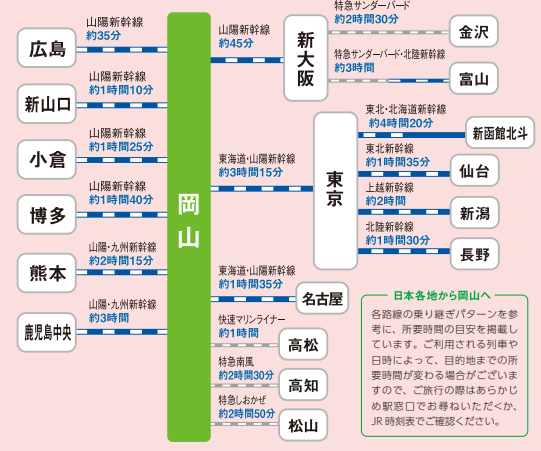 山陽新幹線
約35分
広島
山陽新幹線
約1時間10分
新山口
山陽新幹線
約1時間25分
小倉
山陽新幹線
約1時間40分
博多
山陽・九州新幹線
約2時間15分
熊本
山陽・九州新幹線
約3時間
鹿児島中央
岡山
山陽新幹線
約45分
新大阪
特急サンダーバード
約2時間30分
金沢
特急サンダーバード・北陸新幹線
約3時間
富山
東海道・山陽新幹線
約3時間15分
東京
東北・北海道新幹線
約4時間20分
新函館北斗
東北新幹線
約1時間35分
仙台
上越新幹線
約2時間
新潟
北陸新幹線
約1時間30分
長野
東海道・山陽新幹線
約1時間35分
名古屋
快速マリンライナー
約1時間
高松
特急南風
約2時間30分
高知
特急しおかぜ
約2時間50分
松山
日本各地から岡山へ
各路線の乗り継ぎパターンを参
考に、所要時間の目安を掲載し
ています。ご利用される列車や
日時によって、目的地までの所
要時間が変わる場合がございま
すので、ご旅行の際はあらかじ
め駅窓口でお尋ねいただくか、
JR時刻表でご確認ください。